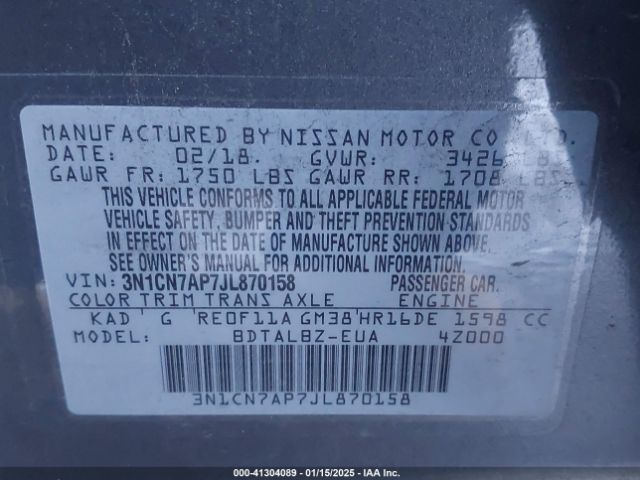 MANUFACTURED BY NISSAN MOTOR CO., LTD.
DATE: 02/18. GVWR: 3426 LBS
GAWR FR: 1750 LBS GAWR RR: 1708 LBS
THIS VEHICLE CONFORMS TO ALL APPLICABLE FEDERAL MOTOR
VEHICLE SAFETY, BUMPER AND THEFT PREVENTION STANDARDS
IN EFFECT ON THE DATE OF MANUFACTURE SHOWN ABOVE.
SEE OWNER'S MANUAL FOR ADDITIONAL INFORMATION.
VIN: 3N1CN7AP7JL870158 PASSENGER CAR.
COLOR TRIM TRANS AXLE ENGINE
KAD G RE0F11A GM38 HR16DE 1598 CC
MODEL: BDTALBZ-EUA 4Z000
3N1CN7AP7JL870158
000-41304089 - 01/15/2025 - IAA Inc.